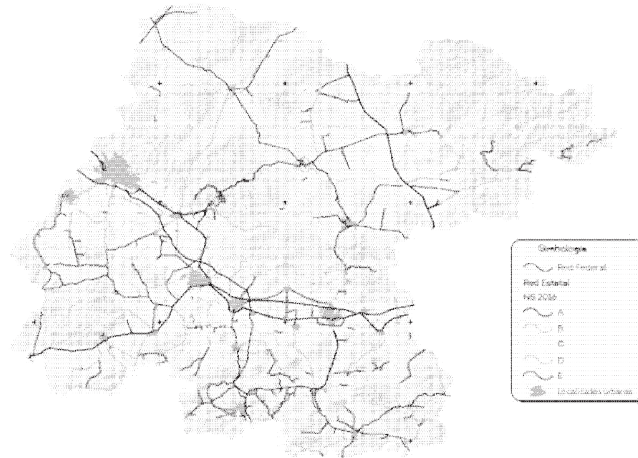 Simbología
Red Federal
Red Estatal
NS 2016
A
B
C
D
E
Localidades urbanas